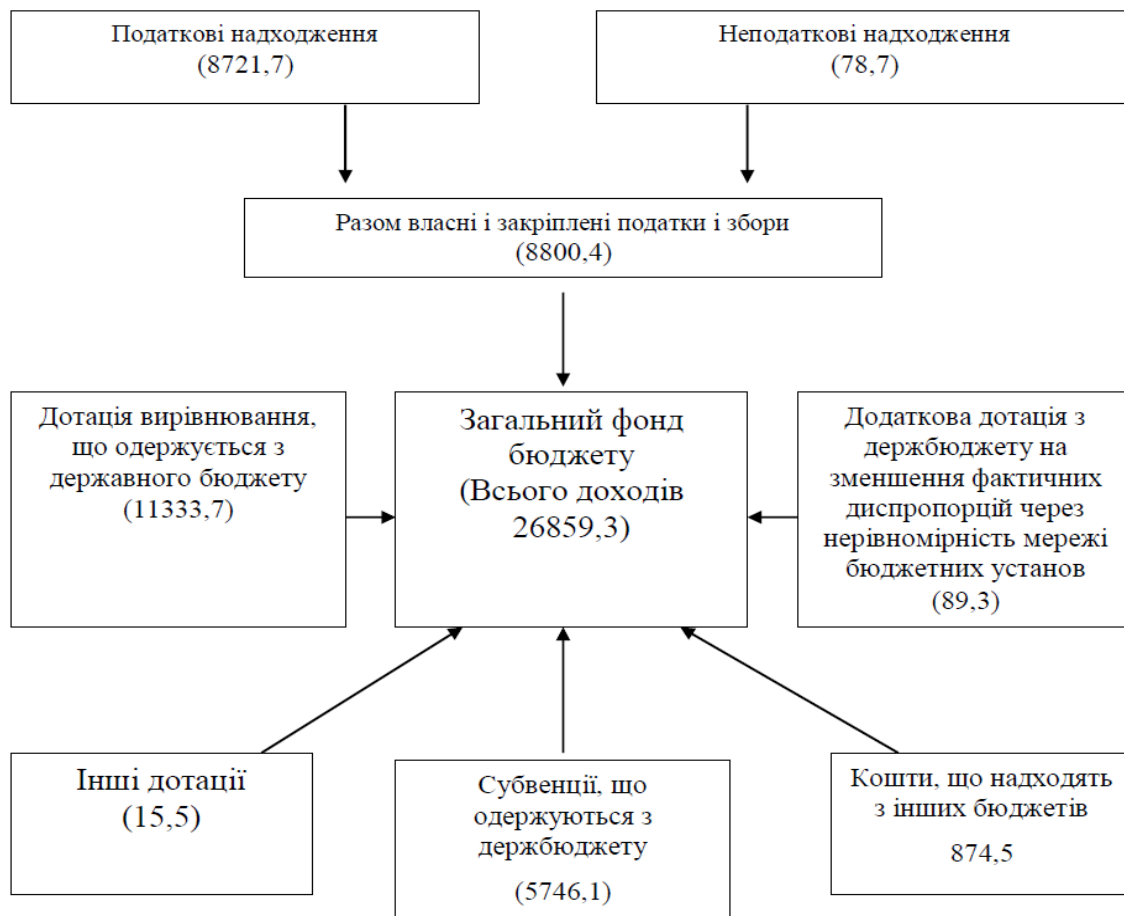 Податкові надходження
(8721,7)
Неподаткові надходження
(78,7)
Разом власні і закріплені податки і збори
(8800,4)
Дотація вирівнювання,
що одержується з
державного бюджету
(11333,7)
Загальний фонд
бюджету
(Всього доходів
26859,3)
Додаткова дотація з
держбюджету на
зменшення фактичних
диспропорцій через
нерівномірність мережі
бюджетних установ
(89,3)
Інші дотації
(15,5)
Субвенції, що
одержуються з
держбюджету
(5746,1)
Кошти, що надходять
з інших бюджетів
874,5